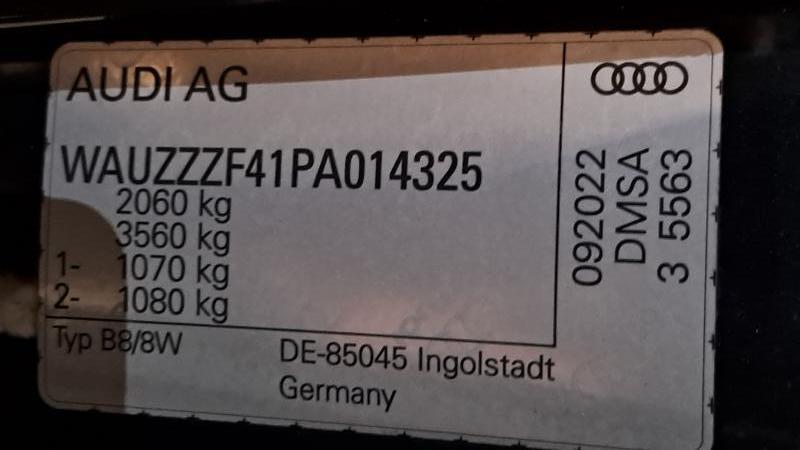 AUDI AG
WAUZZZF41PA014325
2060 kg
3560 kg
1- 1070 kg
2- 1080 kg
Typ B8/8W
DE-85045 Ingolstadt
Germany
092022
DMSA
3 5563